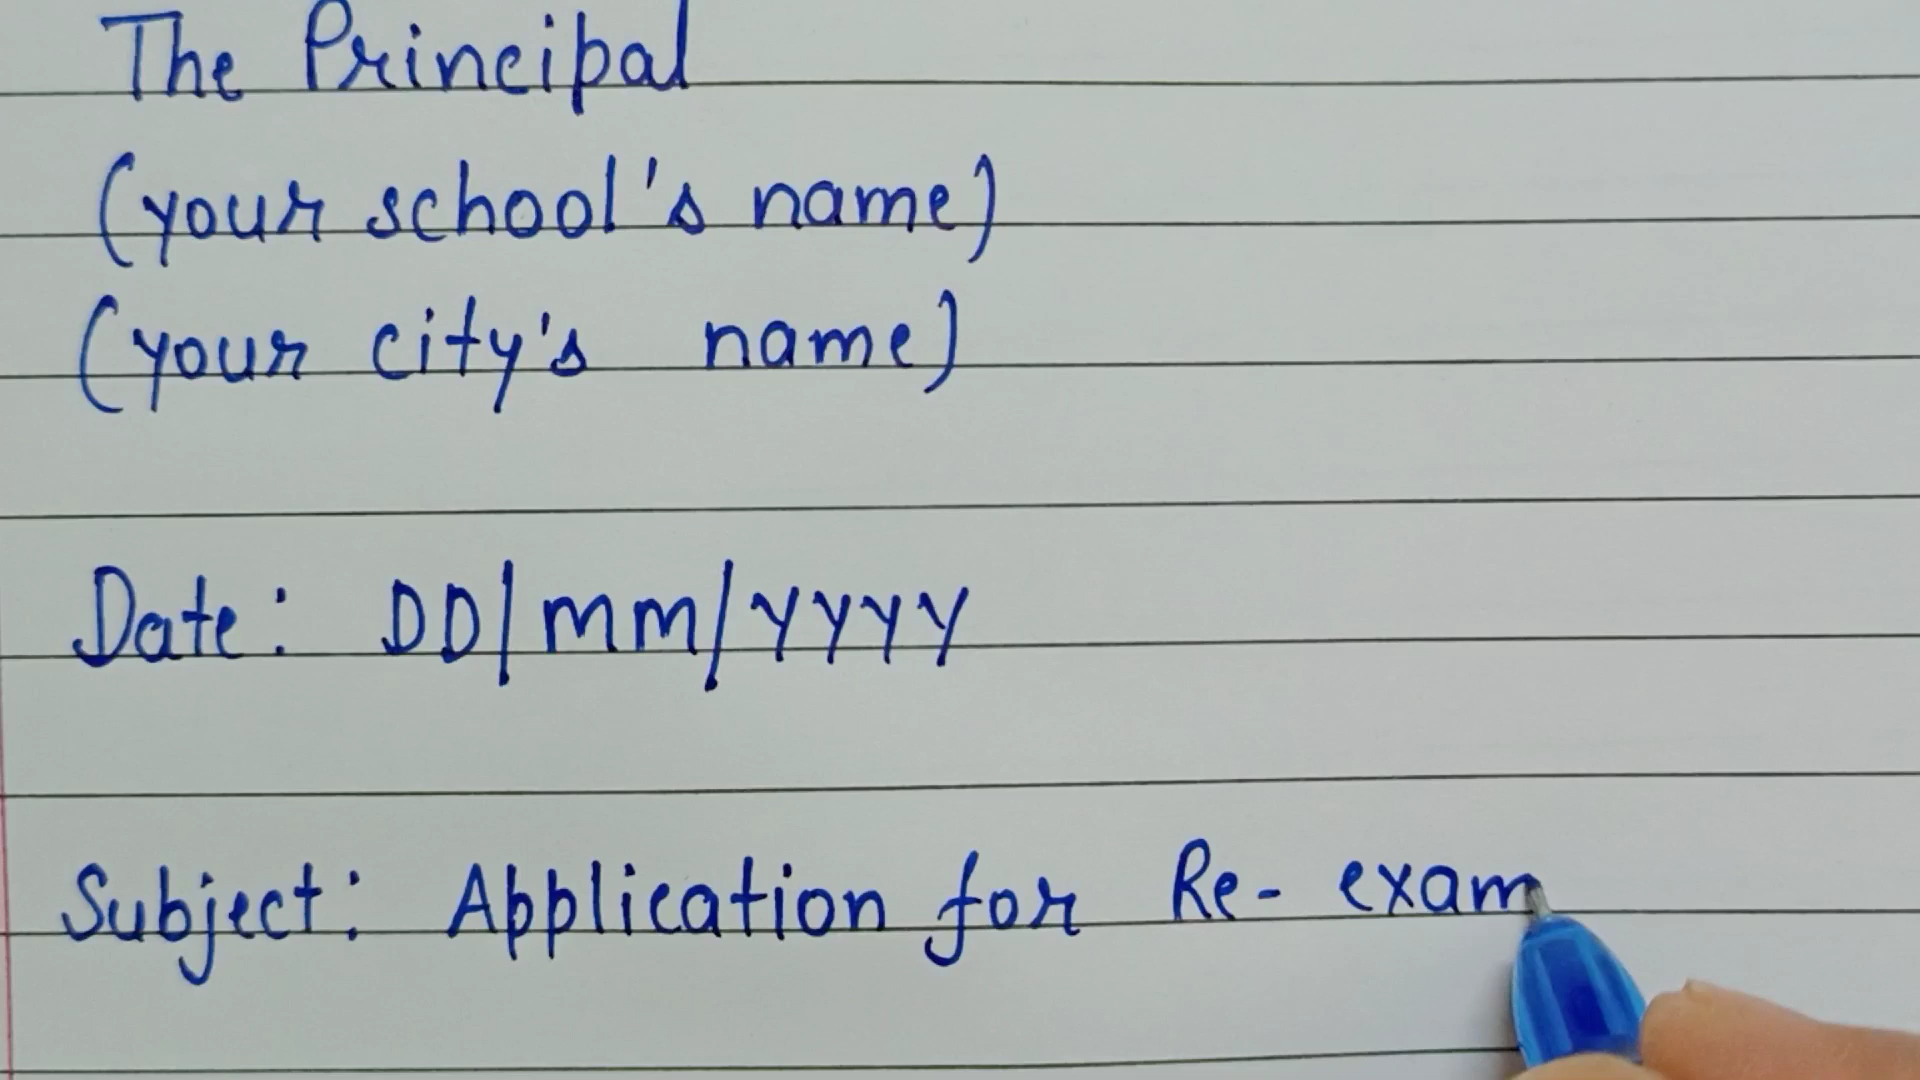 The Principal
(your school's name)
(your city's name)
Date: DD/MM/YYYY
Subject: Application for Re-exam